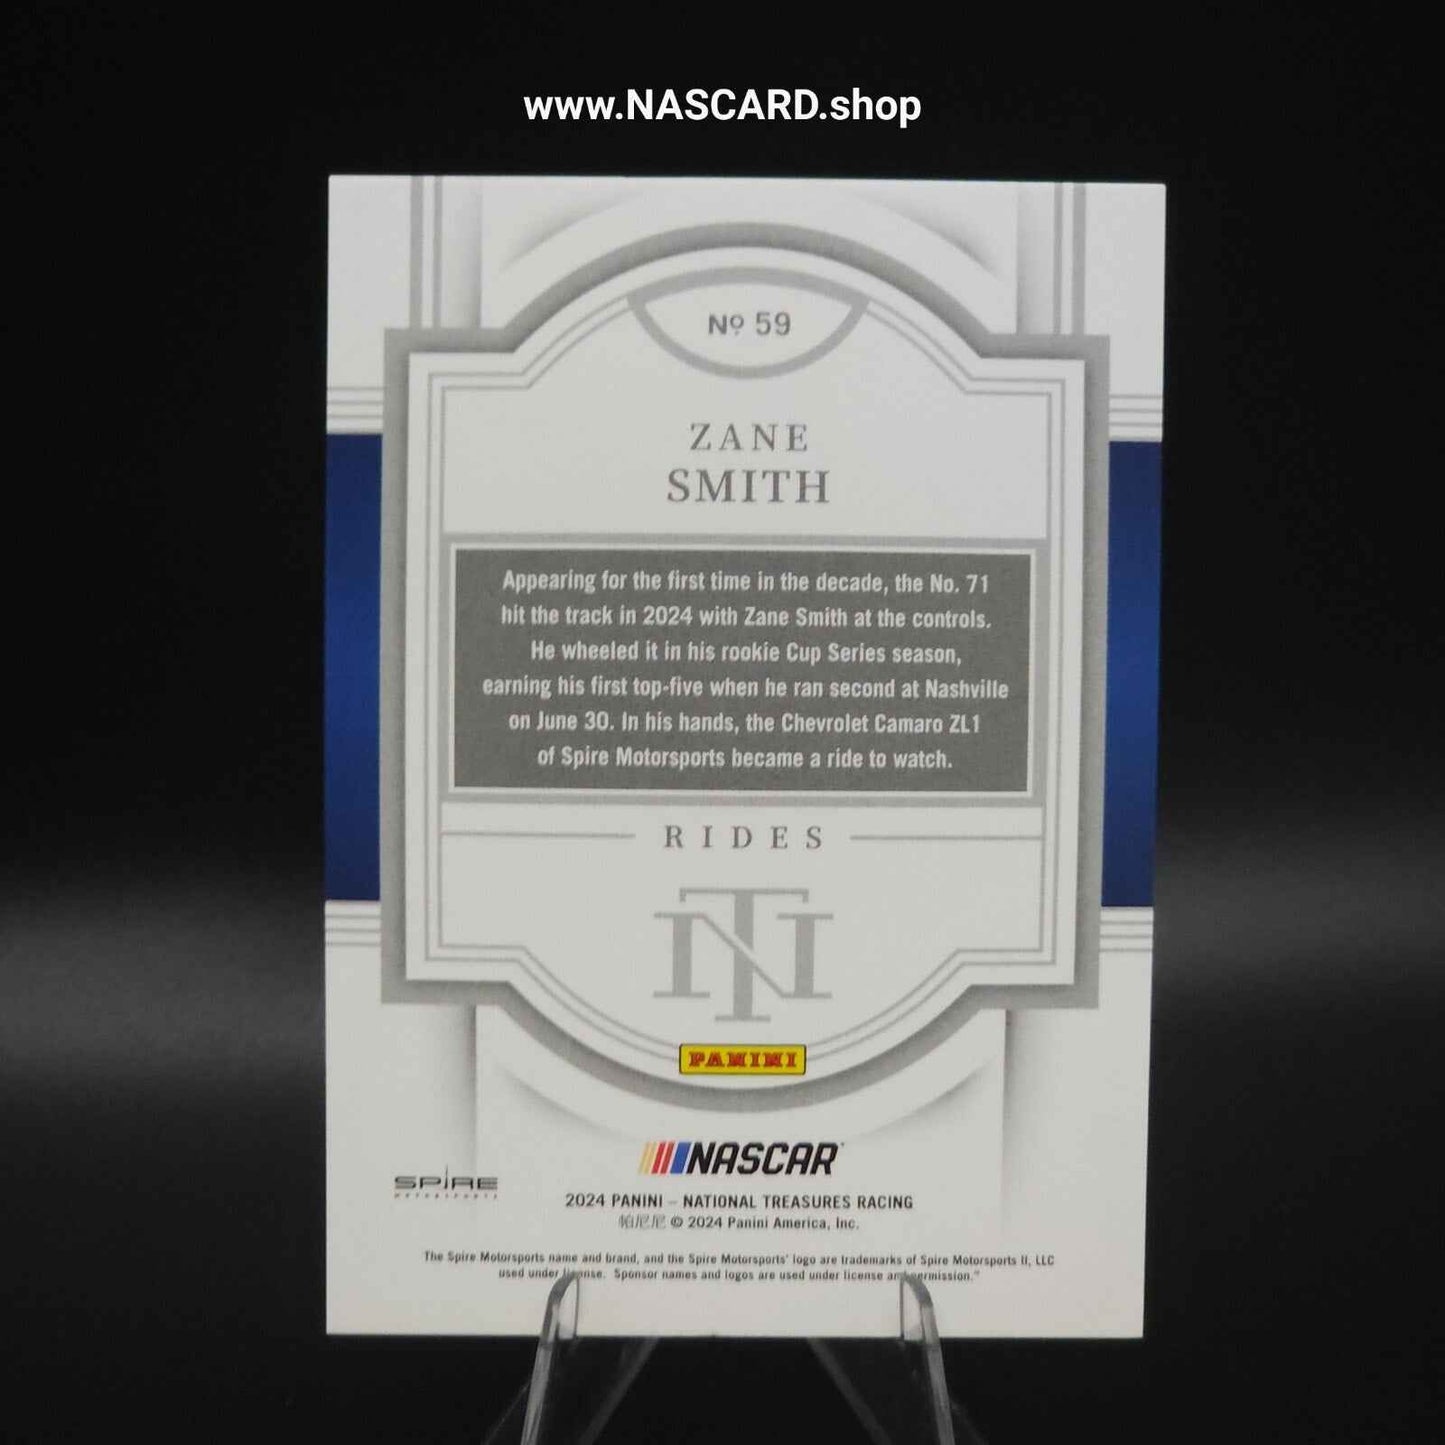 www.NASCARD.shop
Nº 59
ZANE
SMITH
Appearing for the first time in the decade, the No. 71
hit the track in 2024 with Zane Smith at the controls.
He wheeled it in his rookie Cup Series season,
earning his first top-five when he ran second at Nashville
on June 30. In his hands, the Chevrolet Camaro ZL1
of Spire Motorsports became a ride to watch.
RIDES
NT
PANINI
NASCAR
SPIRE
MOTORSPORTS
2024 PANINI – NATIONAL TREASURES RACING
帕尼尼 © 2024 Panini America, Inc.
The Spire Motorsports name and brand, and the Spire Motorsports' logo are trademarks of Spire Motorsports II, LLC
used under license. Sponsor names and logos are used under license and permission."